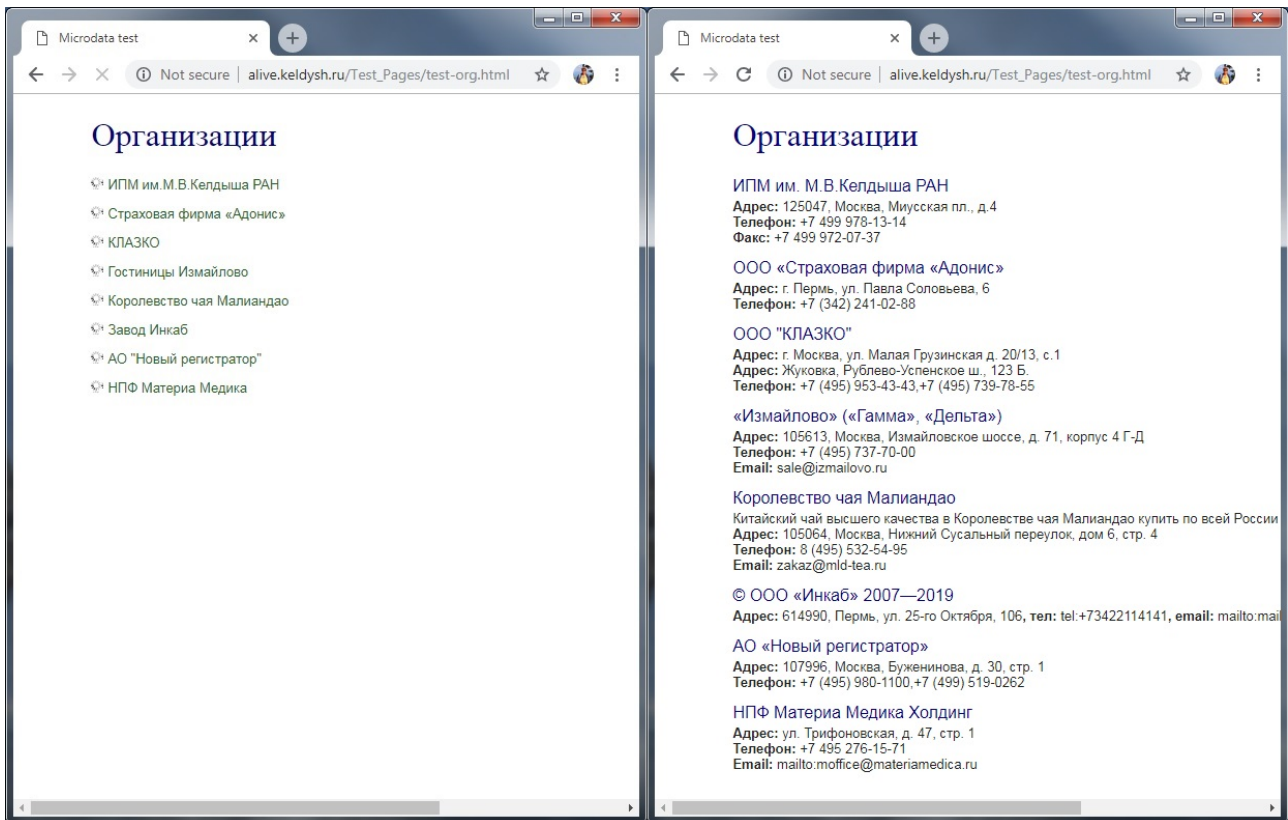 Microdata test
Not secure | alive.keldysh.ru/Test_Pages/test-org.html
Организации
ИПМ им.М.В.Келдыша РАН
Страховая фирма «Адонис»
КЛАЗКО
Гостиницы Измайлово
Королевство чая Малиандао
Завод Инкаб
АО "Новый регистратор"
НПФ Материа Медика
Microdata test
Not secure | alive.keldysh.ru/Test_Pages/test-org.html
Организации
ИПМ им. М.В.Келдыша РАН
Адрес: 125047, Москва, Миусская пл., д.4
Телефон: +7 499 978-13-14
Факс: +7 499 972-07-37
ООО «Страховая фирма «Адонис»
Адрес: г. Пермь, ул. Павла Соловьева, 6
Телефон: +7 (342) 241-02-88
ООО "КЛАЗКО"
Адрес: г. Москва, ул. Малая Грузинская д. 20/13, с.1
Адрес: Жуковка, Рублево-Успенское ш., 123 Б.
Телефон: +7 (495) 953-43-43,+7 (495) 739-78-55
«Измайлово» («Гамма», «Дельта»)
Адрес: 105613, Москва, Измайловское шоссе, д. 71, корпус 4 Г-Д
Телефон: +7 (495) 737-70-00
Email: sale@izmailovo.ru
Королевство чая Малиандао
Китайский чай высшего качества в Королевстве чая Малиандао купить по всей России
Адрес: 105064, Москва, Нижний Сусальный переулок, дом 6, стр. 4
Телефон: 8 (495) 532-54-95
Email: zakaz@mld-tea.ru
© ООО «Инкаб» 2007—2019
Адрес: 614990, Пермь, ул. 25-го Октября, 106, тел: tel:+73422114141, email: mailto:mai
АО «Новый регистратор»
Адрес: 107996, Москва, Буженинова, д. 30, стр. 1
Телефон: +7 (495) 980-1100,+7 (499) 519-0262
НПФ Материа Медика Холдинг
Адрес: ул. Трифоновская, д. 47, стр. 1
Телефон: +7 495 276-15-71
Email: mailto:moffice@materiamedica.ru